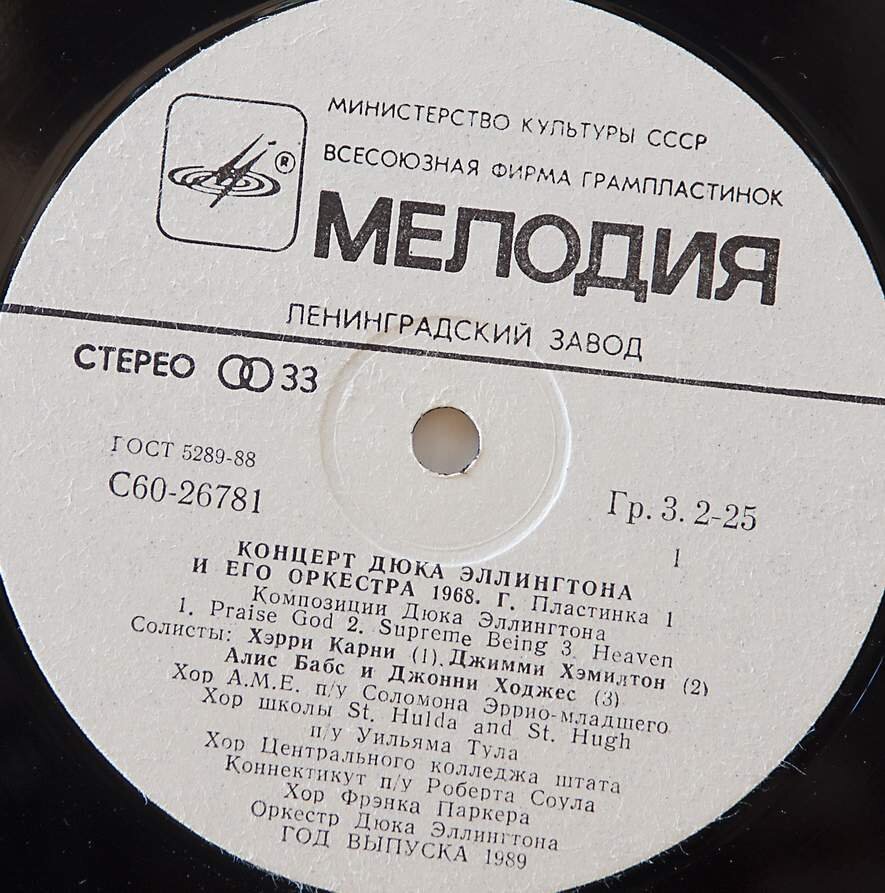 ®
МИНИСТЕРСТВО КУЛЬТУРЫ СССР
ВСЕСОЮЗНАЯ ФИРМА ГРАМПЛАСТИНОК
МЕЛОДИЯ
ЛЕНИНГРАДСКИЙ ЗАВОД
СТЕРЕО 33
ГОСТ 5289-88
С60-26781
Гр. 3. 2-25
1
КОНЦЕРТ ДЮКА ЭЛЛИНГТОНА
И ЕГО ОРКЕСТРА 1968. Г. Пластинка 1
Композиции Дюка Эллингтона
1. Praise God 2. Supreme Being 3. Heaven
Солисты: Хэрри Карни (1), Джимми Хэмилтон (2)
Алис Бабс и Джонни Ходжес (3)
Хор А.М.Е. п/у Соломона Эррио-младшего
Хор школы St. Hulda and St. Hugh
п/у Уильяма Тула
Хор Центрального колледжа штата
Коннектикут п/у Роберта Соула
Хор Фрэнка Паркера
Оркестр Дюка Эллингтона
ГОД ВЫПУСКА 1989